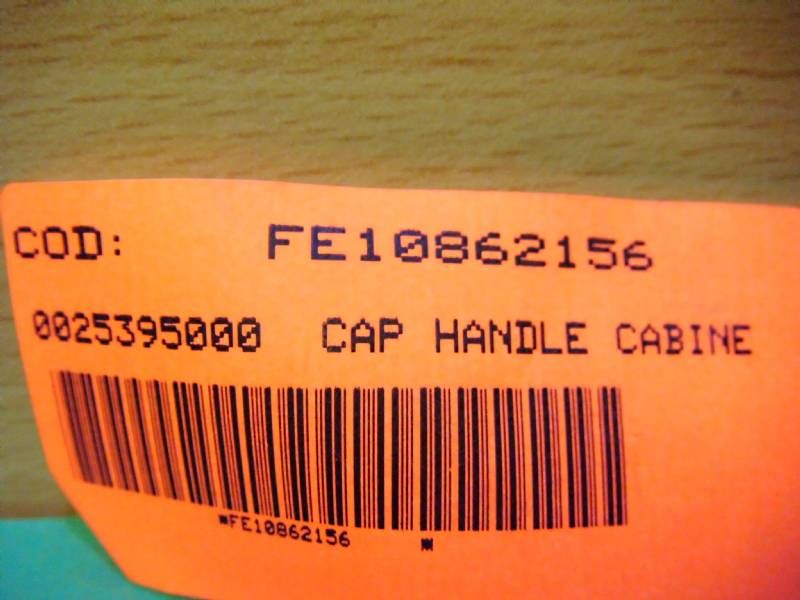 COD: FE10862156
0025395000 CAP HANDLE CABINE
*FE10862156 *